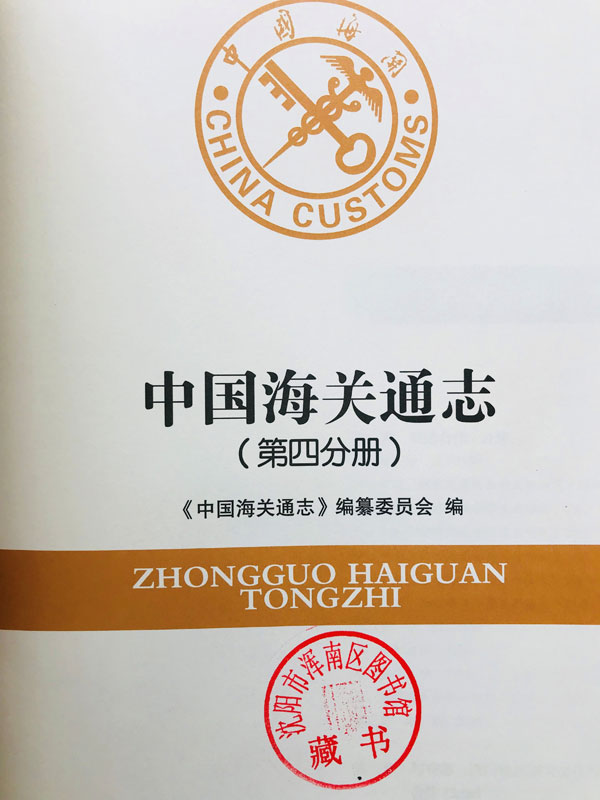 中國海關
CHINA CUSTOMS
中国海关通志
（第四分册）
《中国海关通志》编纂委员会 编
ZHONGGUO HAIGUAN
TONGZHI
沈阳市浑南区图书馆
藏书